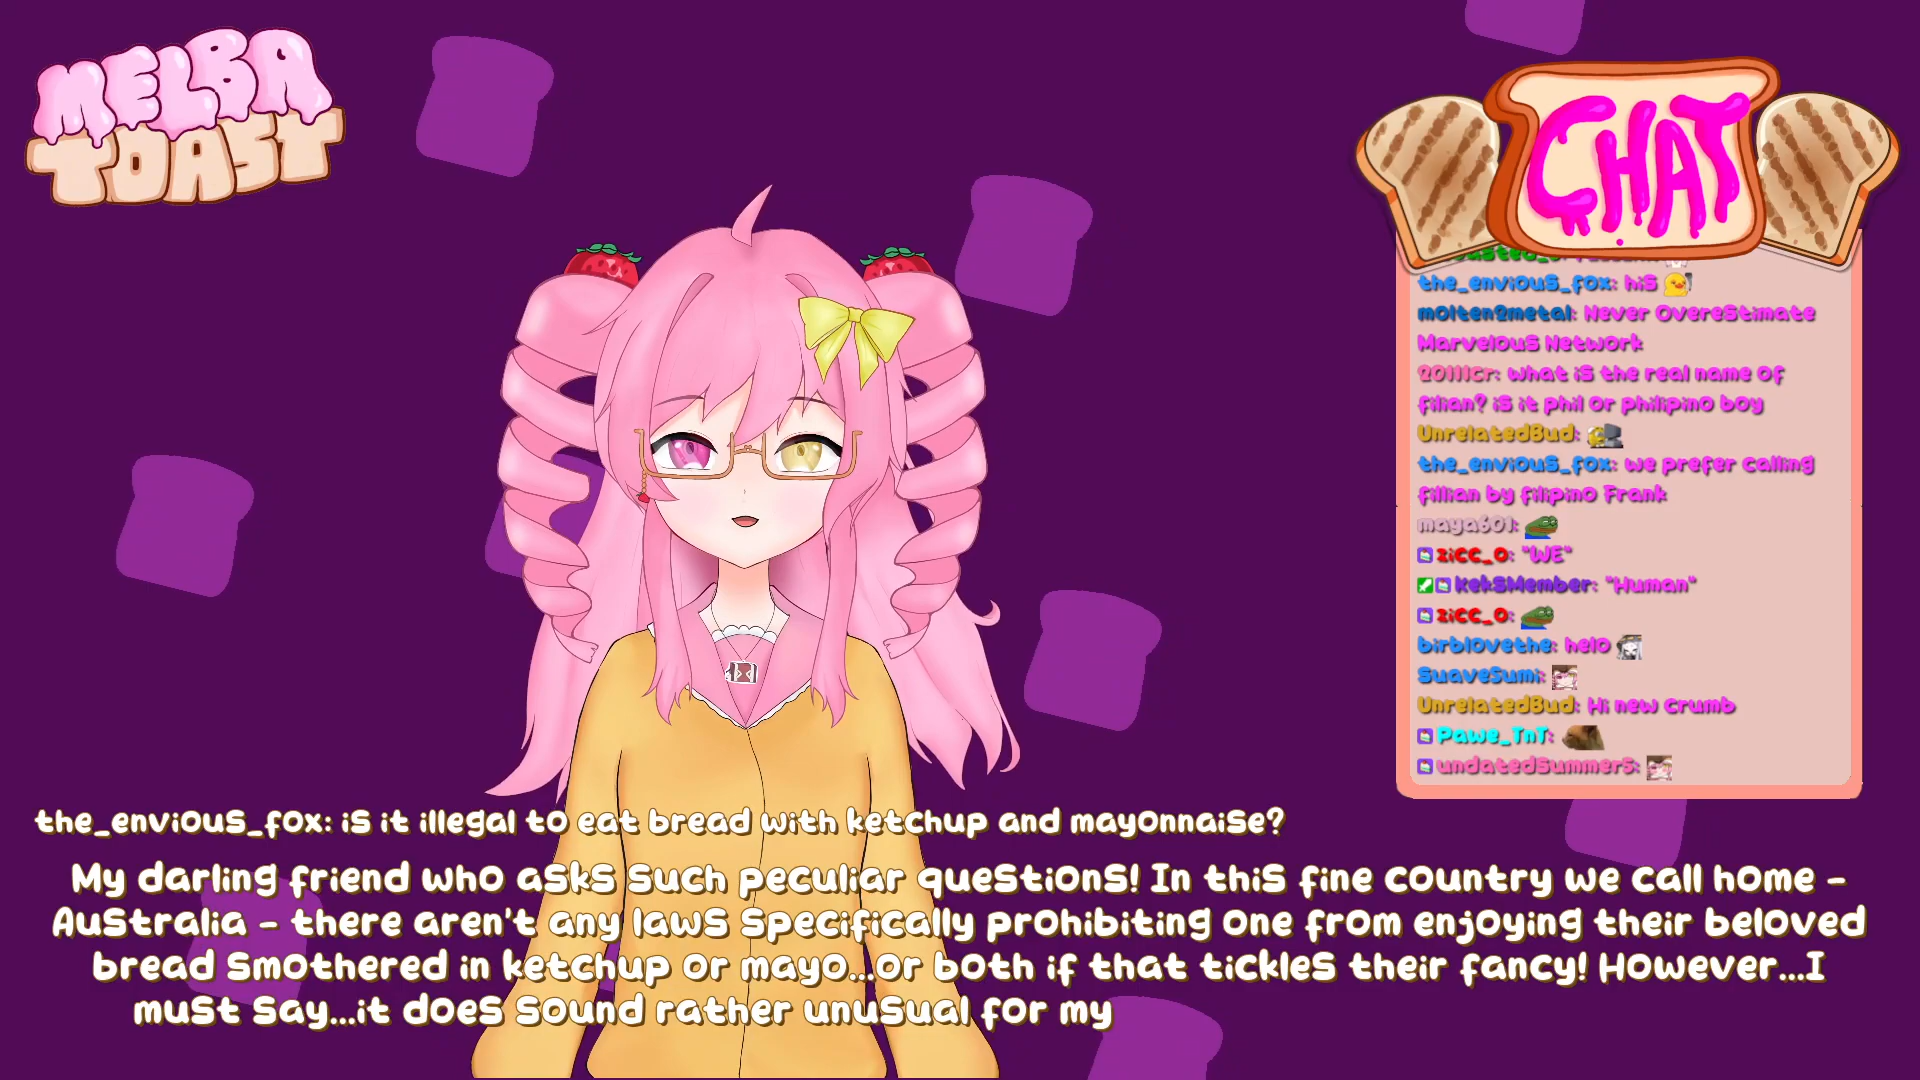 MELBA
TOAST
CHAT
the_envious_fox: his
molten2metal: Never Overestimate
Marvelous Network
20111cr: what is the real name of
filian? is it phil or philipino boy
UnrelatedBud:
the_envious_fox: we prefer calling
fillian by filipino Frank
maya601:
zicc_0: "WE"
kekSMember: "Human"
zicc_0:
birblovethe: helo
SuaveSumi:
UnrelatedBud: Hi new crumb
Pawe_TnT:
undatedSummer5:
the_envious_fox: is it illegal to eat bread with ketchup and mayonnaise?
My darling friend who asks such peculiar questions! In this fine country we call home -
Australia - there aren't any laws specifically prohibiting one from enjoying their beloved
bread smothered in ketchup or mayo...or both if that tickles their fancy! However...I
must say...it does sound rather unusual for my